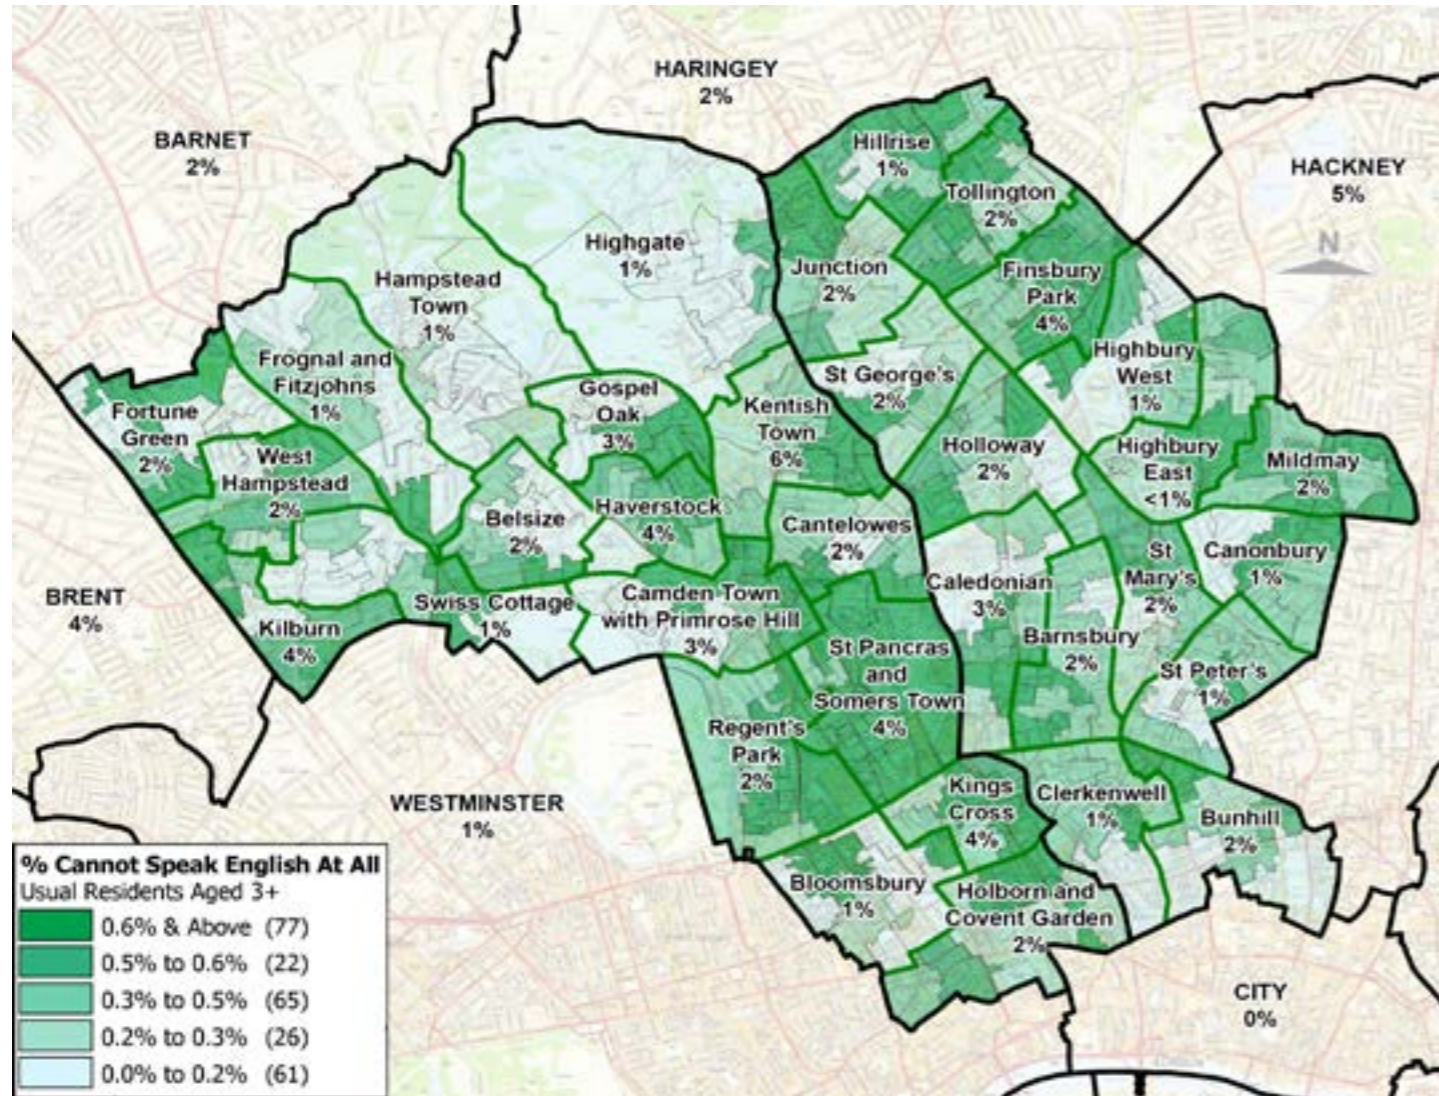 HARINGEY
2%
BARNET
2%
HACKNEY
5%
N
Hillrise
1%
Tollington
2%
Highgate
1%
Junction
2%
Finsbury
Park
4%
Hampstead
Town
1%
Frognal and
Fitzjohns
1%
Highbury
West
1%
St George's
2%
Gospel
Oak
3%
Kentish
Town
6%
Fortune
Green
2%
West
Hampstead
2%
Holloway
2%
Highbury
East
<1%
Mildmay
2%
Belsize
2%
Haverstock
4%
Cantelowes
2%
St
Mary's
2%
Canonbury
1%
BRENT
4%
Swiss Cottage
1%
Camden Town
with Primrose Hill
3%
Caledonian
3%
Kilburn
4%
Barnsbury
2%
St Pancras
and
Somers Town
4%
St Peter's
1%
Regent's
Park
2%
WESTMINSTER
1%
Kings
Cross
4%
Clerkenwell
1%
Bunhill
2%
Bloomsbury
1%
Holborn and
Covent Garden
2%
CITY
0%
% Cannot Speak English At All
Usual Residents Aged 3+
0.6% & Above (77)
0.5% to 0.6% (22)
0.3% to 0.5% (65)
0.2% to 0.3% (26)
0.0% to 0.2% (61)